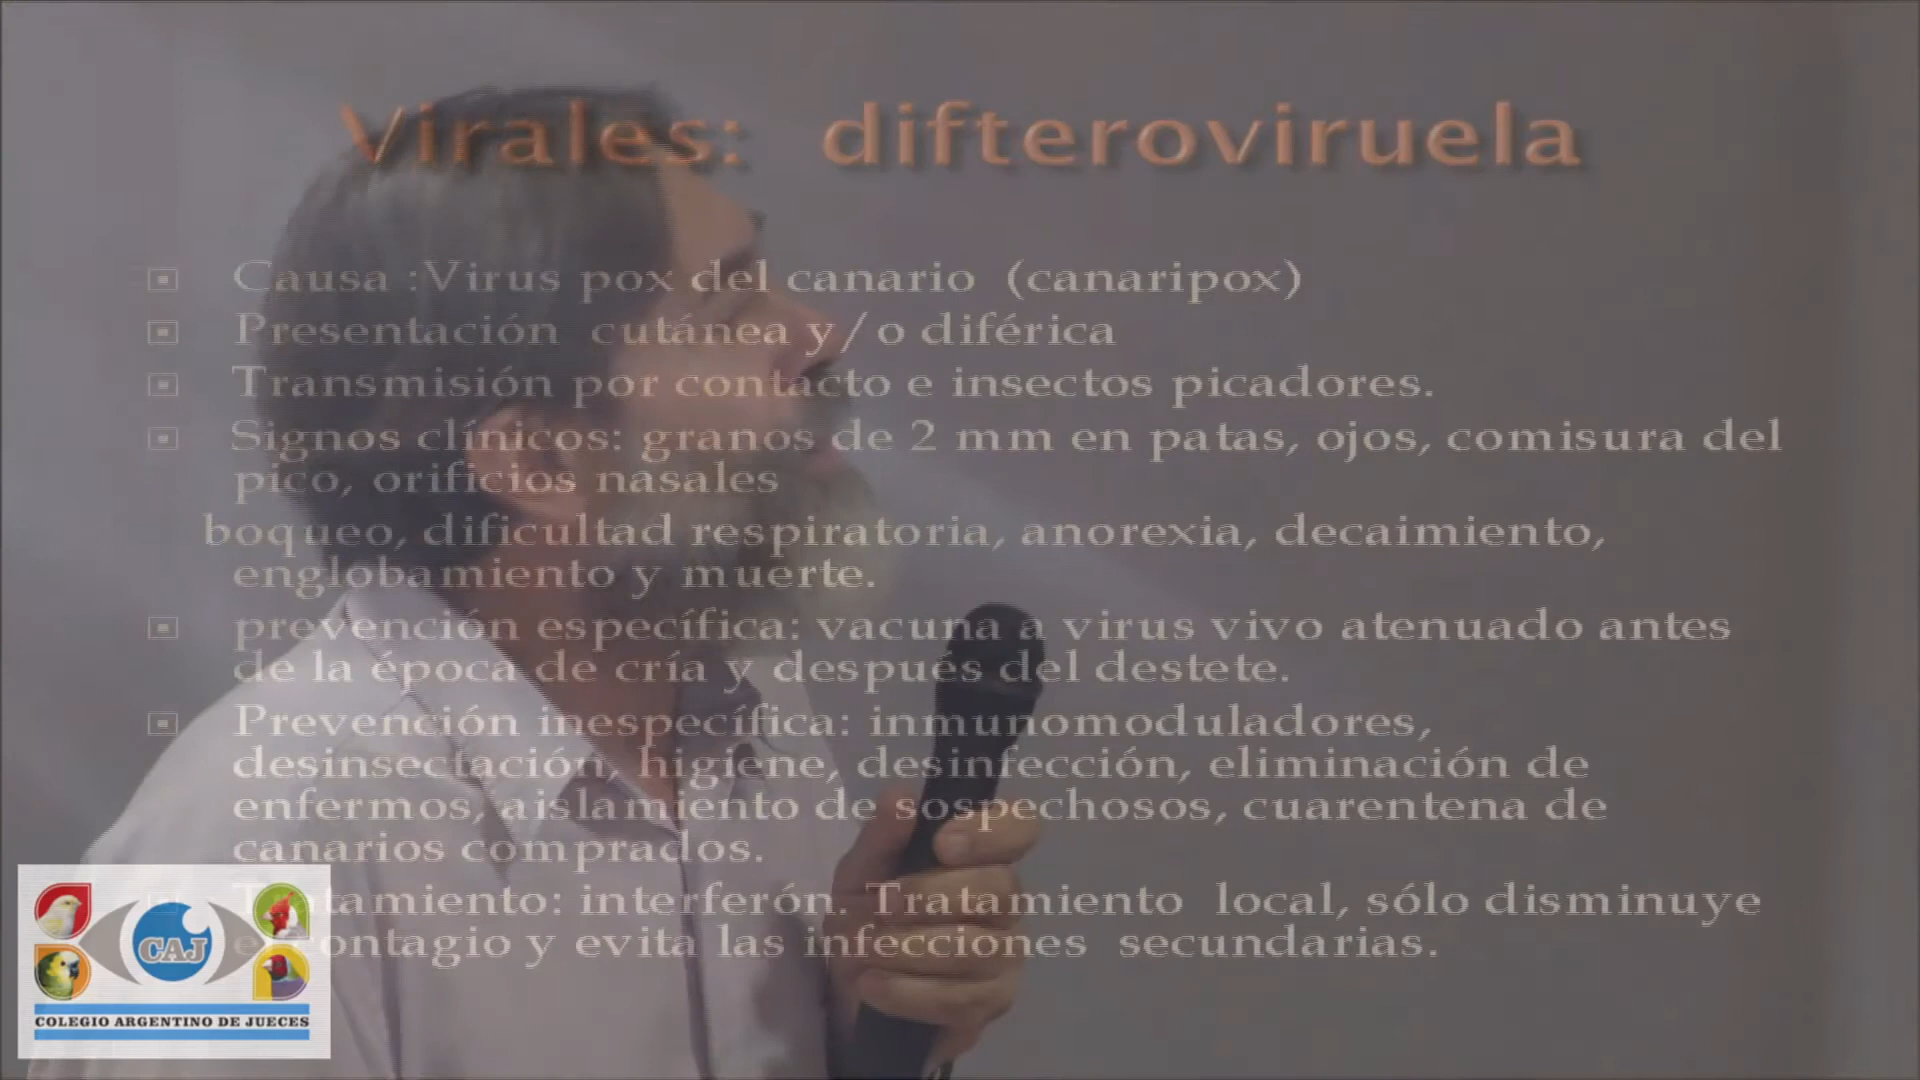 Virales: difteroviruela
Causa :Virus pox del canario (canaripox)
Presentación cutánea y/o diférica
Transmisión por contacto e insectos picadores.
Signos clínicos: granos de 2 mm en patas, ojos, comisura del
pico, orificios nasales
boqueo, dificultad respiratoria, anorexia, decaimiento,
englobamiento y muerte.
prevención específica: vacuna a virus vivo atenuado antes
de la época de cría y después del destete.
Prevención inespecífica: inmunomoduladores,
desinsectación, higiene, desinfección, eliminación de
enfermos, aislamiento de sospechosos, cuarentena de
canarios comprados.
Tratamiento: interferón. Tratamiento local, sólo disminuye
el contagio y evita las infecciones secundarias.
CAJ
COLEGIO ARGENTINO DE JUECES